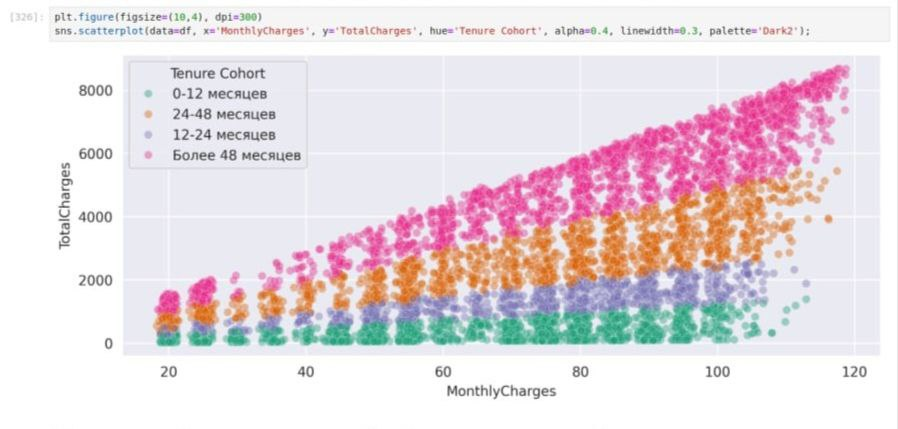 [326]: plt.figure(figsize=(10,4), dpi=300)
sns.scatterplot(data=df, x='MonthlyCharges', y='TotalCharges', hue='Tenure Cohort', alpha=0.4, linewidth=0.3, palette='Dark2');
Tenure Cohort
0-12 месяцев
24-48 месяцев
12-24 месяцев
Более 48 месяцев
TotalCharges
8000
6000
4000
2000
0
20 40 60 80 100 120
MonthlyCharges